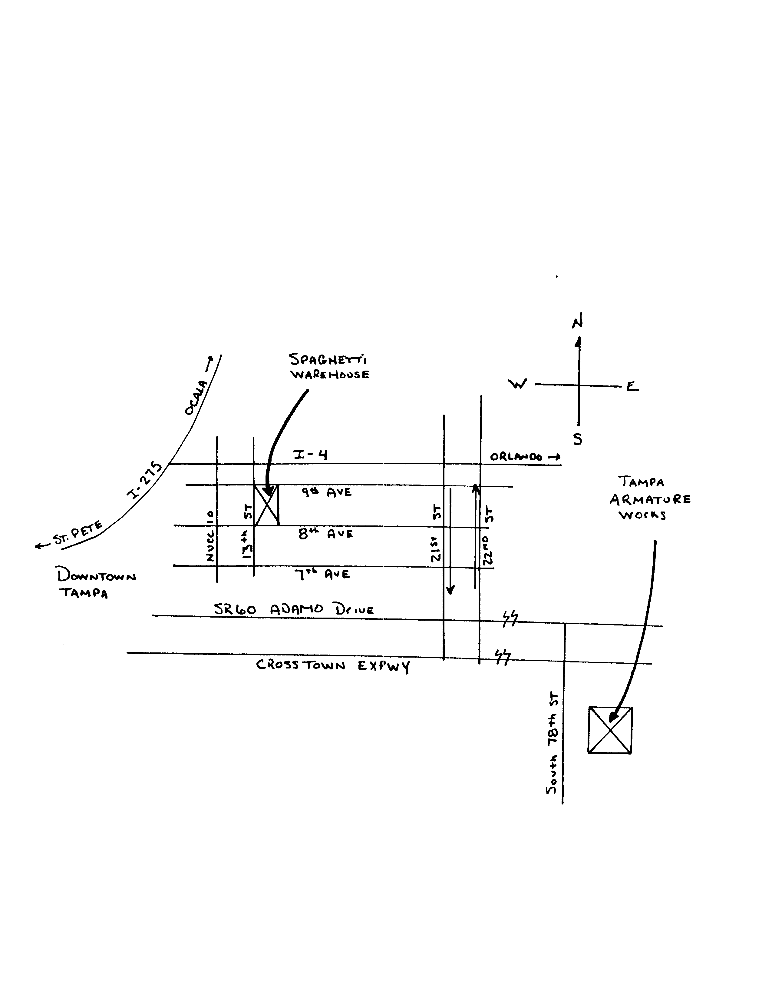 N
W
E
S
SPAGHETTi
WAREHOUSE
OCALA
I-4
ORLANDO
I-275
9th AVE
TAMPA
ARMATURE
WOrKS
ST. PETE
NUCCIO
13th ST
8th AVE
21ST ST
22ND ST
7th AVE
DOWNTOWN
TAMPA
SR60 ADAMO DriVE
CROSSTOWN EXPWY
South 78th ST